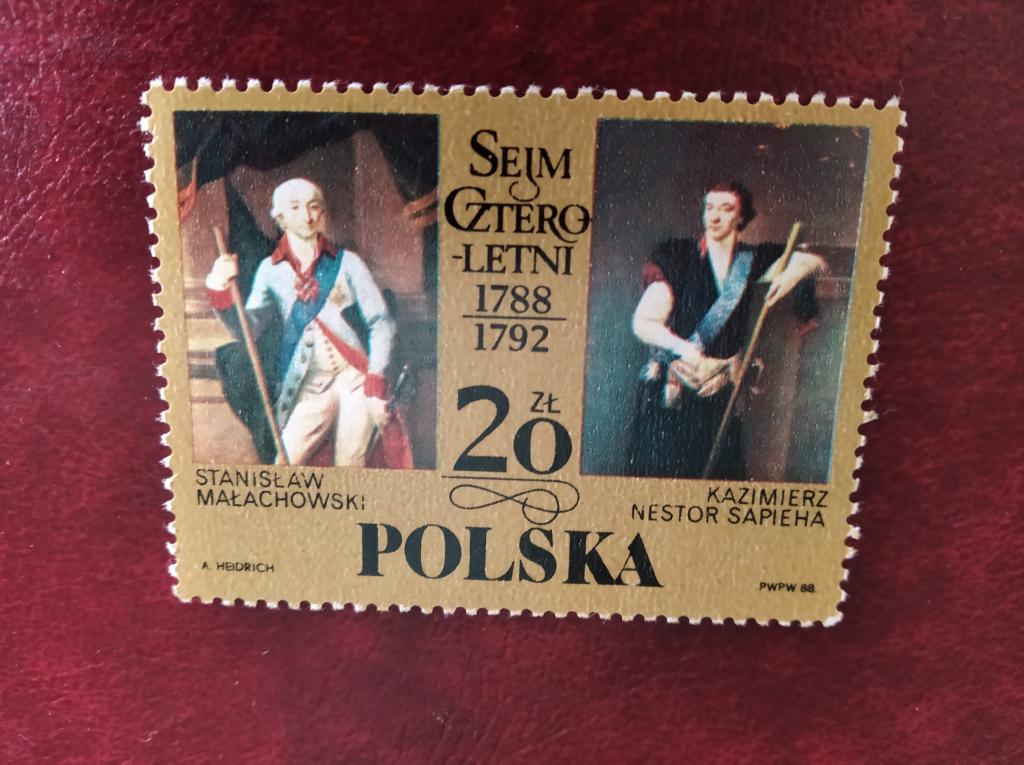 SEJM
CZTERO
-LETNI
1788
1792
20 ZŁ
STANISŁAW
MAŁACHOWSKI
KAZIMIERZ
NESTOR SAPIEHA
POLSKA
A. HEIDRICH
PWPW 88.